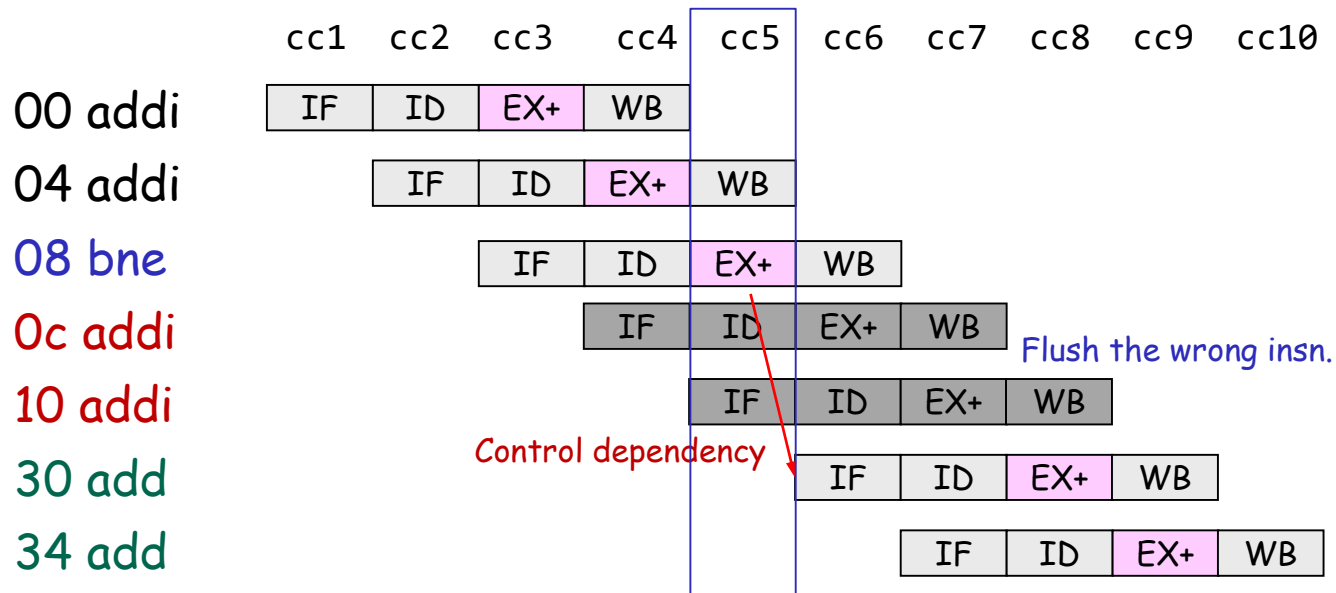 cc1 cc2 cc3 cc4 cc5 cc6 cc7 cc8 cc9 cc10
00 addi IF ID EX+ WB
04 addi IF ID EX+ WB
08 bne IF ID EX+ WB
0c addi IF ID EX+ WB
Flush the wrong insn.
10 addi IF ID EX+ WB
Control dependency
30 add IF ID EX+ WB
34 add IF ID EX+ WB